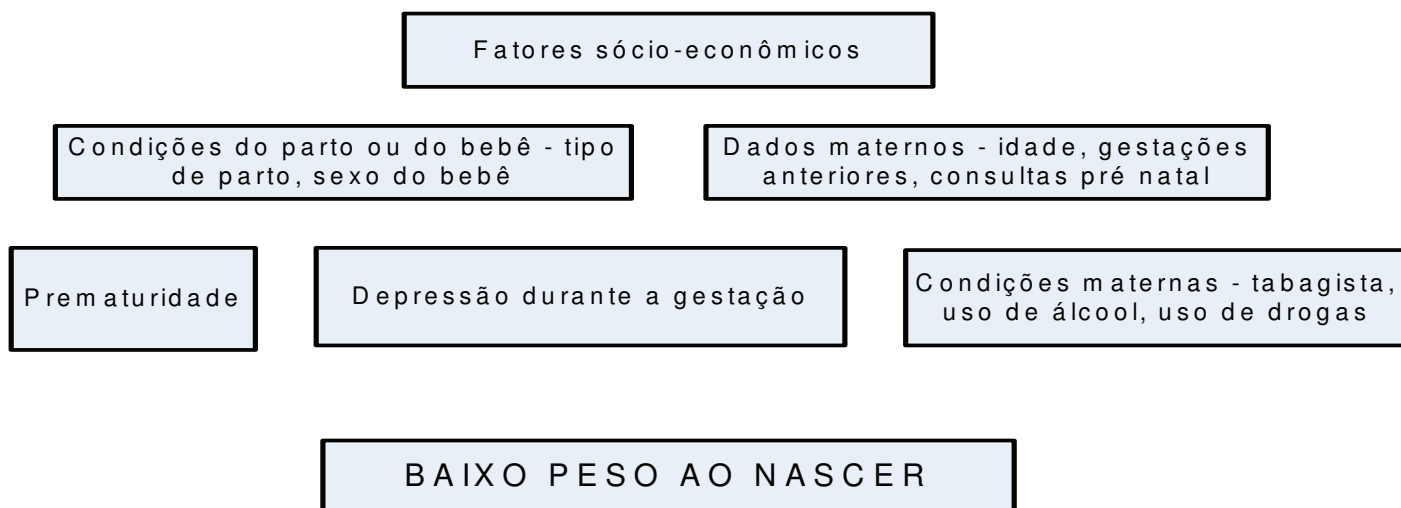 Fatores sócio-econômicos
Condições do parto ou do bebê - tipo
de parto, sexo do bebê
Dados maternos - idade, gestações
anteriores, consultas pré natal
Prematuridade
Depressão durante a gestação
Condições maternas - tabagista,
uso de álcool, uso de drogas
BAIXO PESO AO NASCER